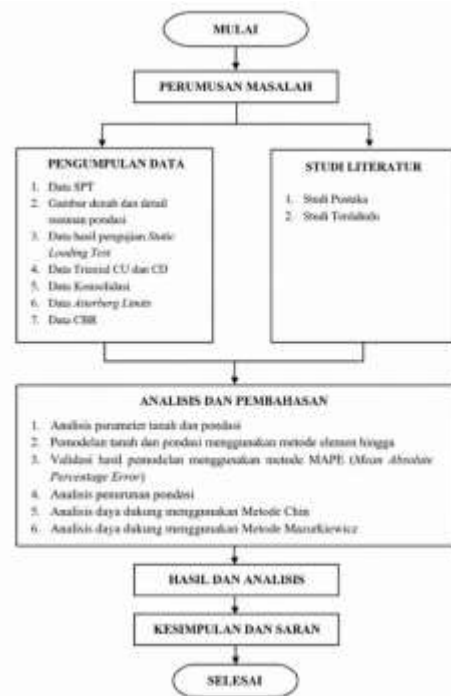 MULAI
PERUMUSAN MASALAH
PENGUMPULAN DATA
1. Data SPT
2. Gambar denah dan detail
susunan pondasi
3. Data hasil pengujian Static
Loading Test
4. Data Triaxial CU dan CD
5. Data Konsolidasi
6. Data Atterberg Limits
7. Data CBR
STUDI LITERATUR
1. Studi Pustaka
2. Studi Terdahulu
ANALISIS DAN PEMBAHASAN
1. Analisis parameter tanah dan pondasi
2. Pemodelan tanah dan pondasi menggunakan metode elemen hingga
3. Validasi hasil pemodelan menggunakan metode MAPE (Mean Absolute
Percentage Error)
4. Analisis penurunan pondasi
5. Analisis daya dukung menggunakan Metode Chin
6. Analisis daya dukung menggunakan Metode Mazurkiewicz
HASIL DAN ANALISIS
KESIMPULAN DAN SARAN
SELESAI